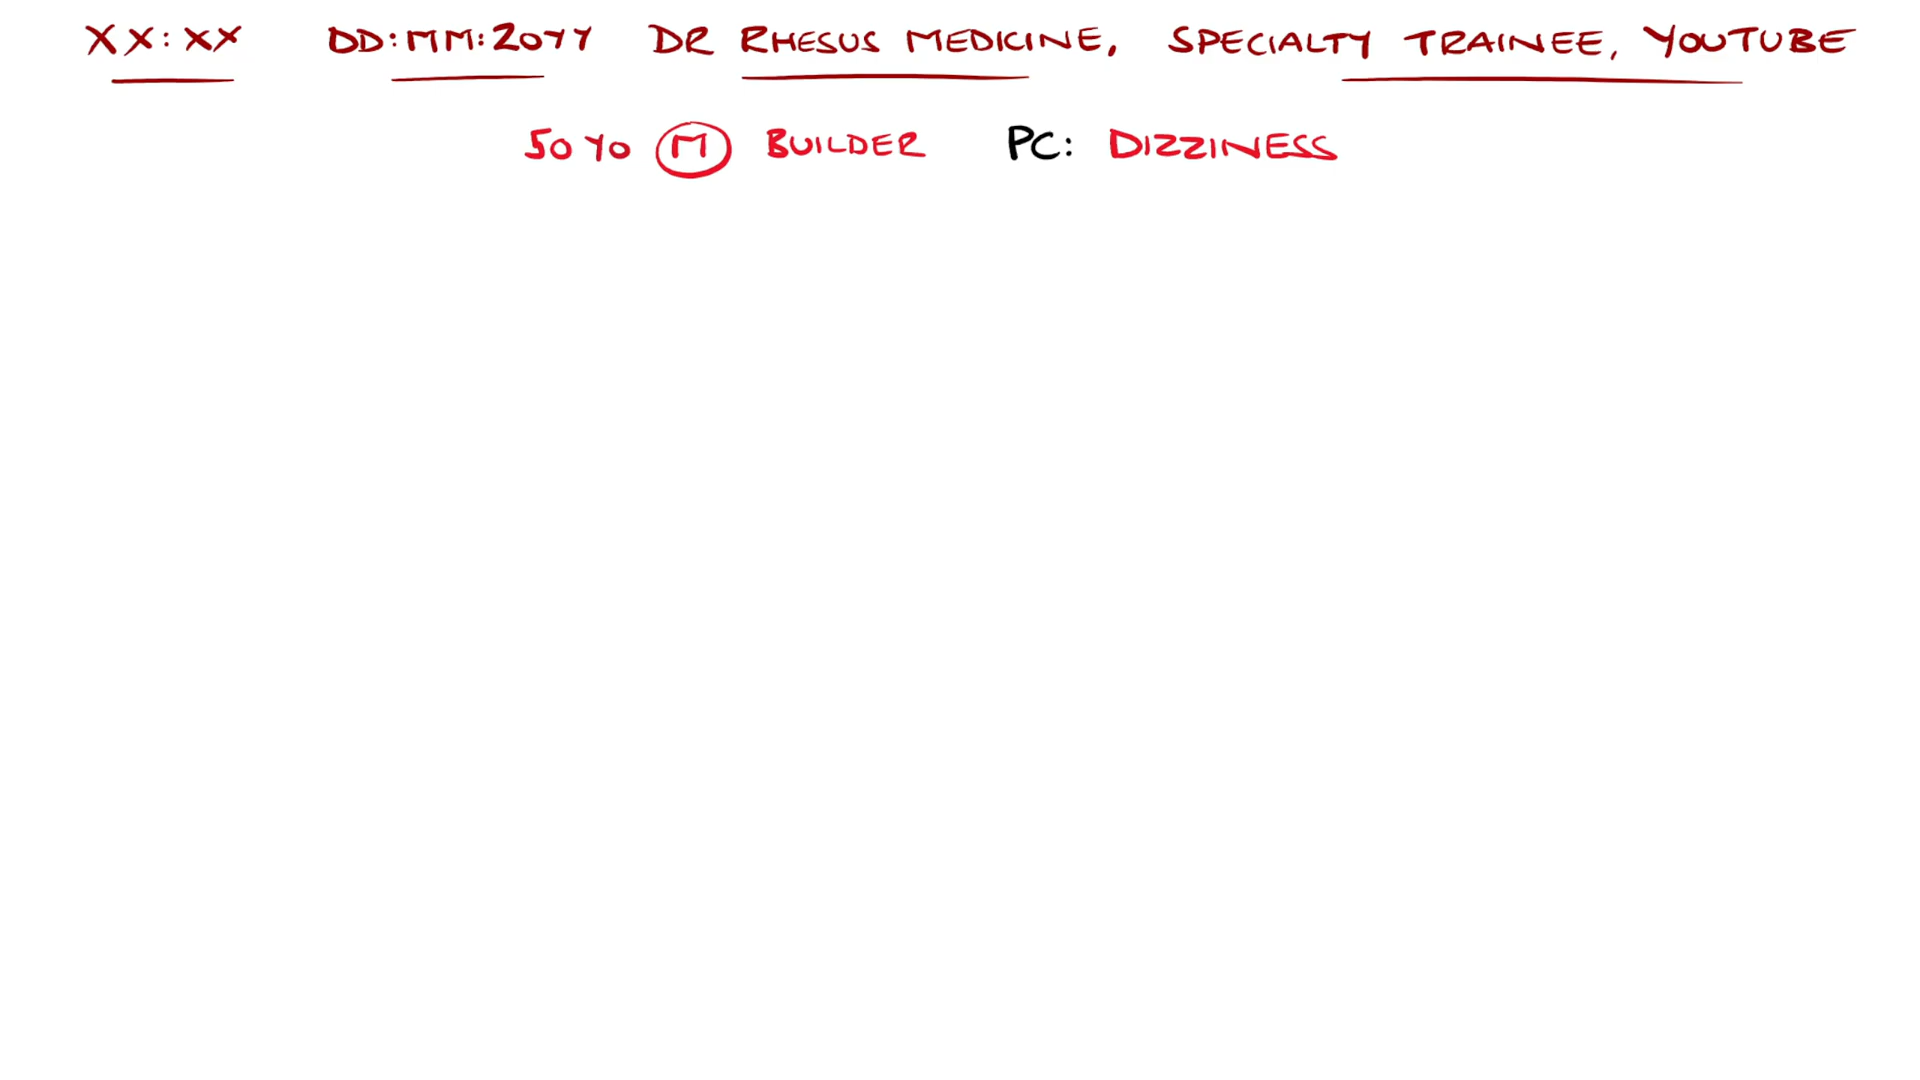 XX:XX DD:MM:20YY DR RHESUS MEDICINE, SPECIALTY TRAINEE, YOUTUBE
50 YO M BUILDER PC: DIZZINESS